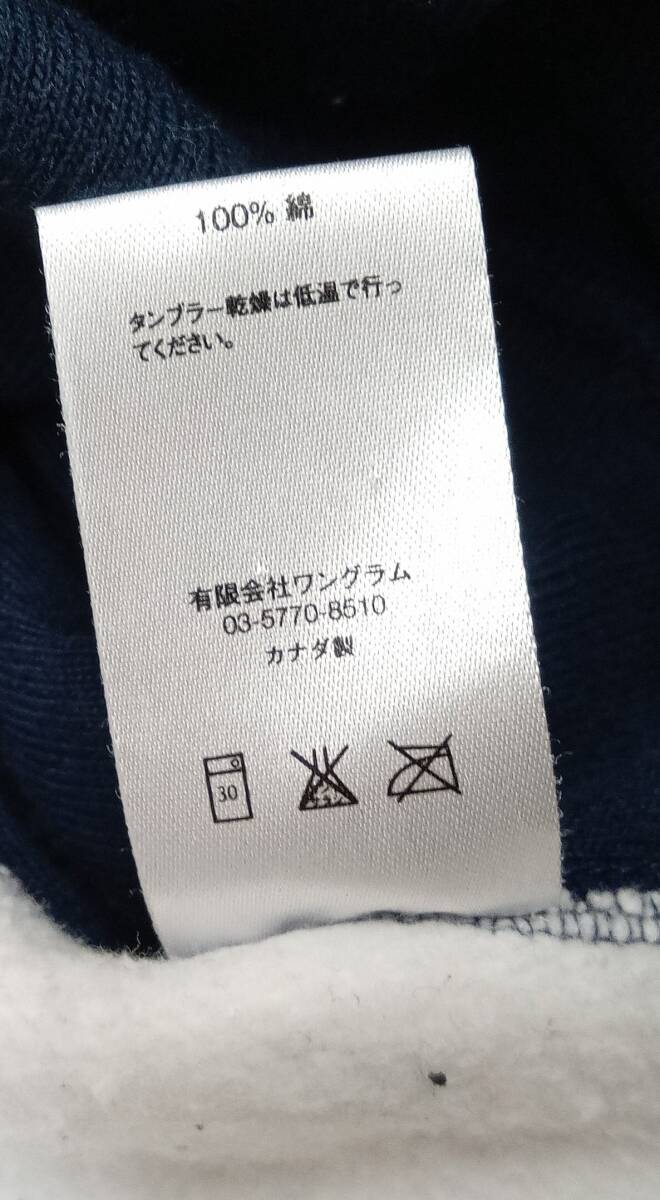 100% 綿
タンブラー乾燥は低温で行っ
てください。
有限会社ワングラム
03-5770-8510
カナダ製
30